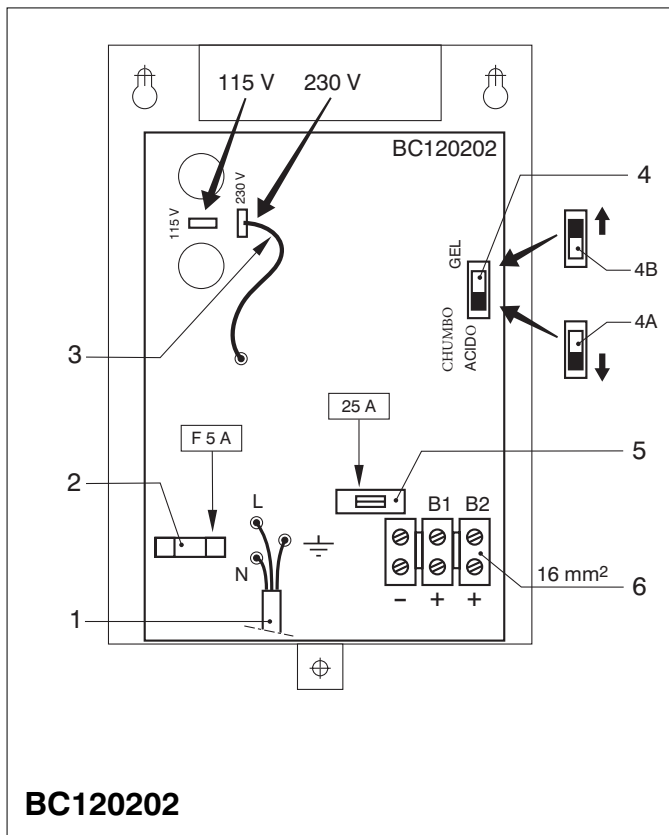 115 V 230 V
BC120202
4
115 V
230 V
GEL
4B
3
CHUMBO
ACIDO
4A
25 A
F 5 A
5
2
L
B1 B2
N
16 mm²
6
- + +
1
BC120202